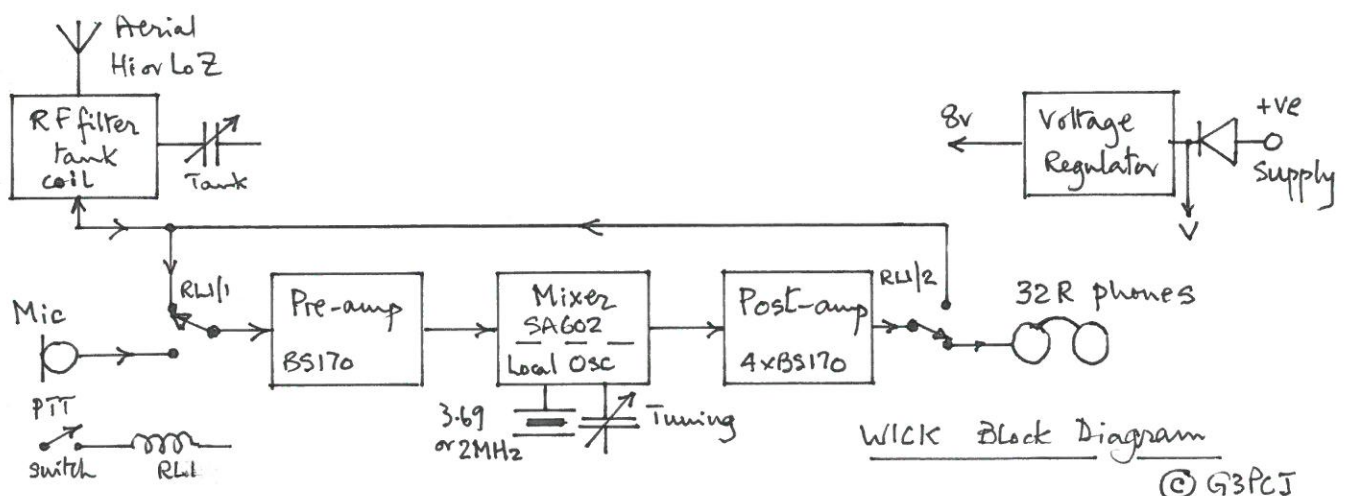 Aerial
Hi or Lo Z
RF filter
tank
coil
Tank
8v
Voltage
Regulator
+ve
Supply
V
RL1/1
Pre-amp
BS170
Mixer
SA602
Local Osc
Post-amp
4xBS170
RL1/2
32R phones
Mic
PTT
Switch
RL1
3.69
or 2MHz
Tuning
WICK Block Diagram
© G3PCJ